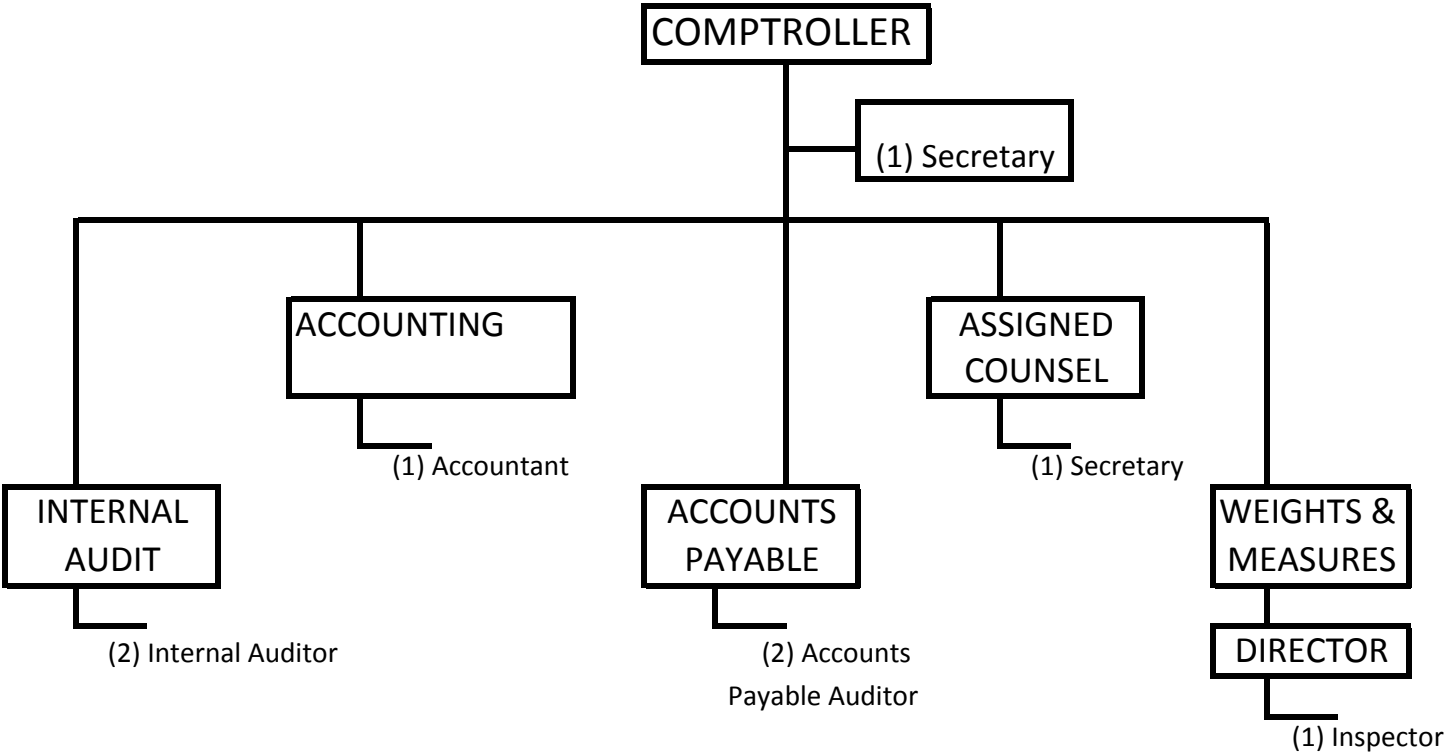 COMPTROLLER
(1) Secretary
ACCOUNTING
ASSIGNED
COUNSEL
(1) Accountant
(1) Secretary
INTERNAL
AUDIT
ACCOUNTS
PAYABLE
WEIGHTS &
MEASURES
(2) Internal Auditor
(2) Accounts
Payable Auditor
DIRECTOR
(1) Inspector